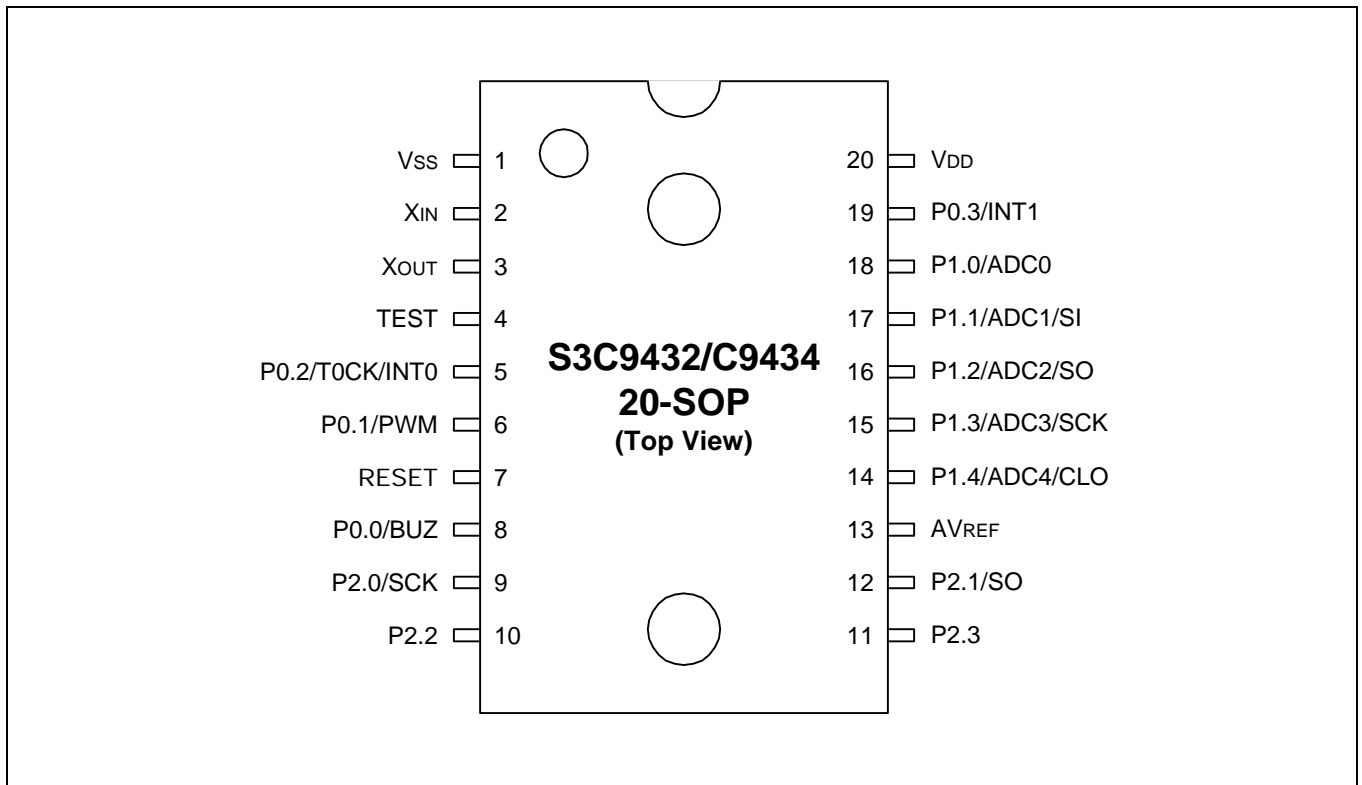 VSS 1
XIN 2
XOUT 3
TEST 4
P0.2/T0CK/INT0 5
P0.1/PWM 6
RESET 7
P0.0/BUZ 8
P2.0/SCK 9
P2.2 10
S3C9432/C9434
20-SOP
(Top View)
20 VDD
19 P0.3/INT1
18 P1.0/ADC0
17 P1.1/ADC1/SI
16 P1.2/ADC2/SO
15 P1.3/ADC3/SCK
14 P1.4/ADC4/CLO
13 AVREF
12 P2.1/SO
11 P2.3